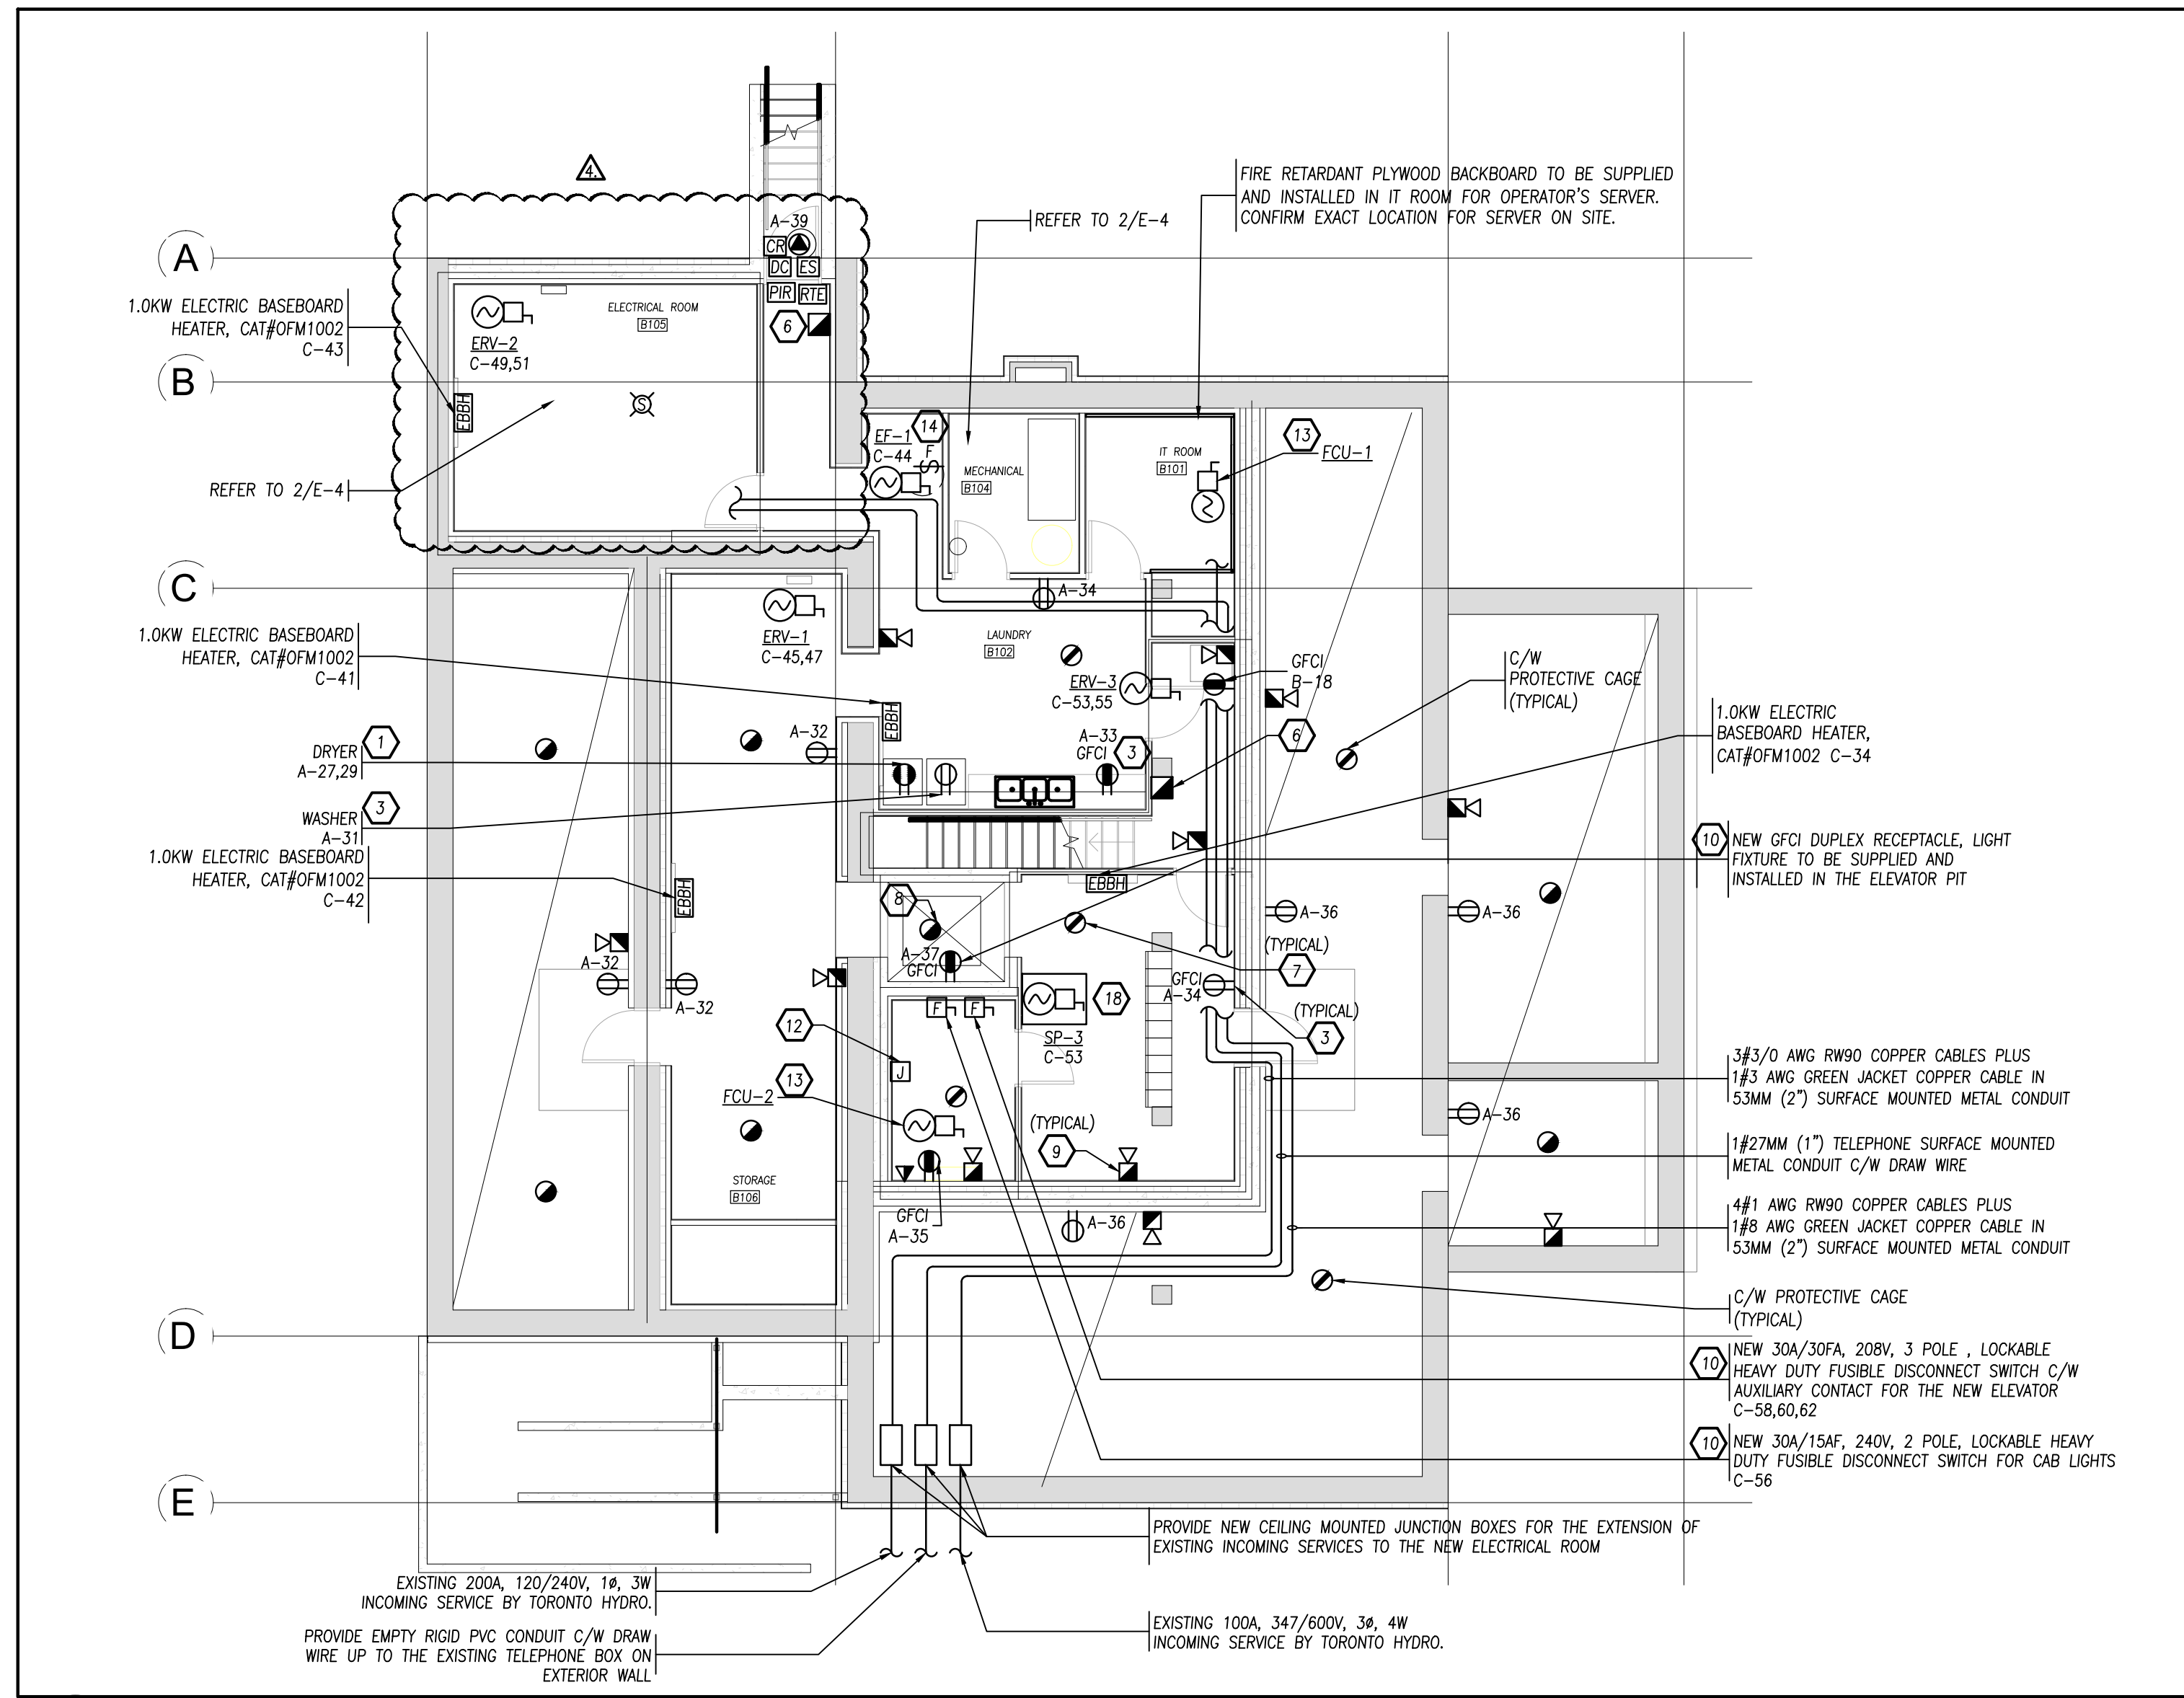 4.
FIRE RETARDANT PLYWOOD BACKBOARD TO BE SUPPLIED
AND INSTALLED IN IT ROOM FOR OPERATOR'S SERVER.
CONFIRM EXACT LOCATION FOR SERVER ON SITE.
REFER TO 2/E-4
A-39
CR
DC
ES
PIR
RTE
6
A
1.0KW ELECTRIC BASEBOARD
HEATER, CAT#OFM1002
C-43
ELECTRICAL ROOM
B105
ERV-2
C-49,51
B
EBBH
S
REFER TO 2/E-4
EF-1
C-44
14
F
S
MECHANICAL
B104
IT ROOM
B101
13
FCU-1
C
A-34
1.0KW ELECTRIC BASEBOARD
HEATER, CAT#OFM1002
C-41
ERV-1
C-45,47
LAUNDRY
B102
ERV-3
C-53,55
GFCI
B-18
C/W
PROTECTIVE CAGE
(TYPICAL)
1.0KW ELECTRIC
BASEBOARD HEATER,
CAT#OFM1002 C-34
EBBH
A-32
A-33
GFCI
3
6
DRYER
A-27,29
1
WASHER
A-31
3
1.0KW ELECTRIC BASEBOARD
HEATER, CAT#OFM1002
C-42
EBBH
EBBH
10
NEW GFCI DUPLEX RECEPTACLE, LIGHT
FIXTURE TO BE SUPPLIED AND
INSTALLED IN THE ELEVATOR PIT
8
A-37
GFCI
A-36
A-36
(TYPICAL)
7
A-32
A-32
GFCI
A-34
(TYPICAL)
3
F
F
18
SP-3
C-53
12
J
13
FCU-2
3#3/0 AWG RW90 COPPER CABLES PLUS
1#3 AWG GREEN JACKET COPPER CABLE IN
53MM (2") SURFACE MOUNTED METAL CONDUIT
A-36
(TYPICAL)
9
1#27MM (1") TELEPHONE SURFACE MOUNTED
METAL CONDUIT C/W DRAW WIRE
STORAGE
B106
GFCI
A-35
A-36
4#1 AWG RW90 COPPER CABLES PLUS
1#8 AWG GREEN JACKET COPPER CABLE IN
53MM (2") SURFACE MOUNTED METAL CONDUIT
C/W PROTECTIVE CAGE
(TYPICAL)
D
10
NEW 30A/30FA, 208V, 3 POLE , LOCKABLE
HEAVY DUTY FUSIBLE DISCONNECT SWITCH C/W
AUXILIARY CONTACT FOR THE NEW ELEVATOR
C-58,60,62
10
NEW 30A/15AF, 240V, 2 POLE, LOCKABLE HEAVY
DUTY FUSIBLE DISCONNECT SWITCH FOR CAB LIGHTS
C-56
E
PROVIDE NEW CEILING MOUNTED JUNCTION BOXES FOR THE EXTENSION OF
EXISTING INCOMING SERVICES TO THE NEW ELECTRICAL ROOM
EXISTING 200A, 120/240V, 1ø, 3W
INCOMING SERVICE BY TORONTO HYDRO.
PROVIDE EMPTY RIGID PVC CONDUIT C/W DRAW
WIRE UP TO THE EXISTING TELEPHONE BOX ON
EXTERIOR WALL
EXISTING 100A, 347/600V, 3ø, 4W
INCOMING SERVICE BY TORONTO HYDRO.